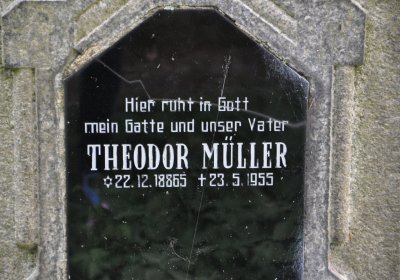 Hier ruht in Gott
mein Gatte und unser Vater
THEODOR MÜLLER
✡ 22. 12. 18865 ✝ 23. 5. 1955